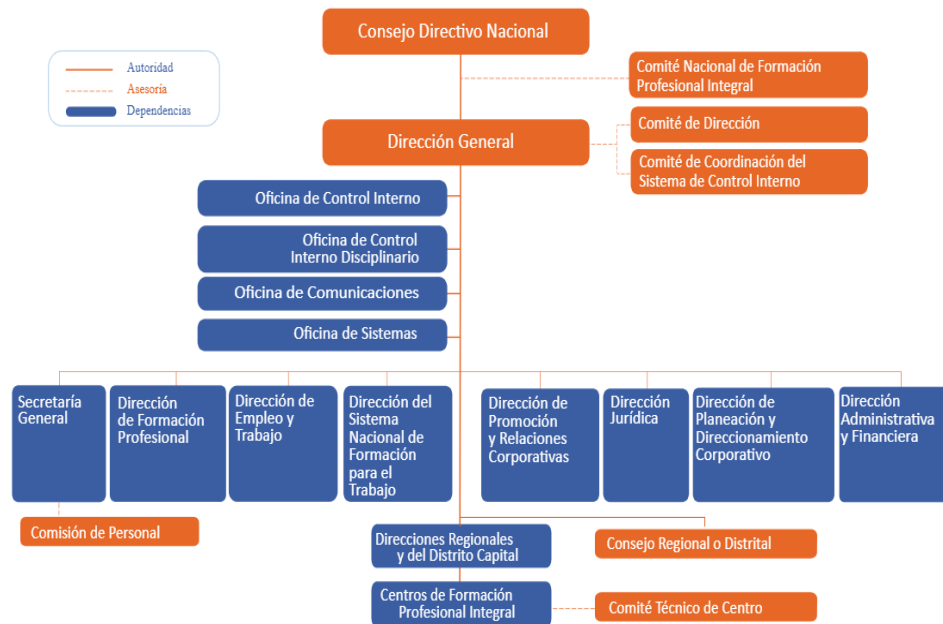 Consejo Directivo Nacional
Autoridad
Asesoría
Dependencias
Comité Nacional de Formación
Profesional Integral
Dirección General
Comité de Dirección
Comité de Coordinación del
Sistema de Control Interno
Oficina de Control Interno
Oficina de Control
Interno Disciplinario
Oficina de Comunicaciones
Oficina de Sistemas
Secretaría
General
Dirección
de Formación
Profesional
Dirección de
Empleo y
Trabajo
Dirección del
Sistema
Nacional de
Formación
para el
Trabajo
Dirección de
Promoción
y Relaciones
Corporativas
Dirección
Jurídica
Dirección de
Planeación y
Direccionamiento
Corporativo
Dirección
Administrativa
y Financiera
Comisión de Personal
Direcciones Regionales
y del Distrito Capital
Consejo Regional o Distrital
Centros de Formación
Profesional Integral
Comité Técnico de Centro